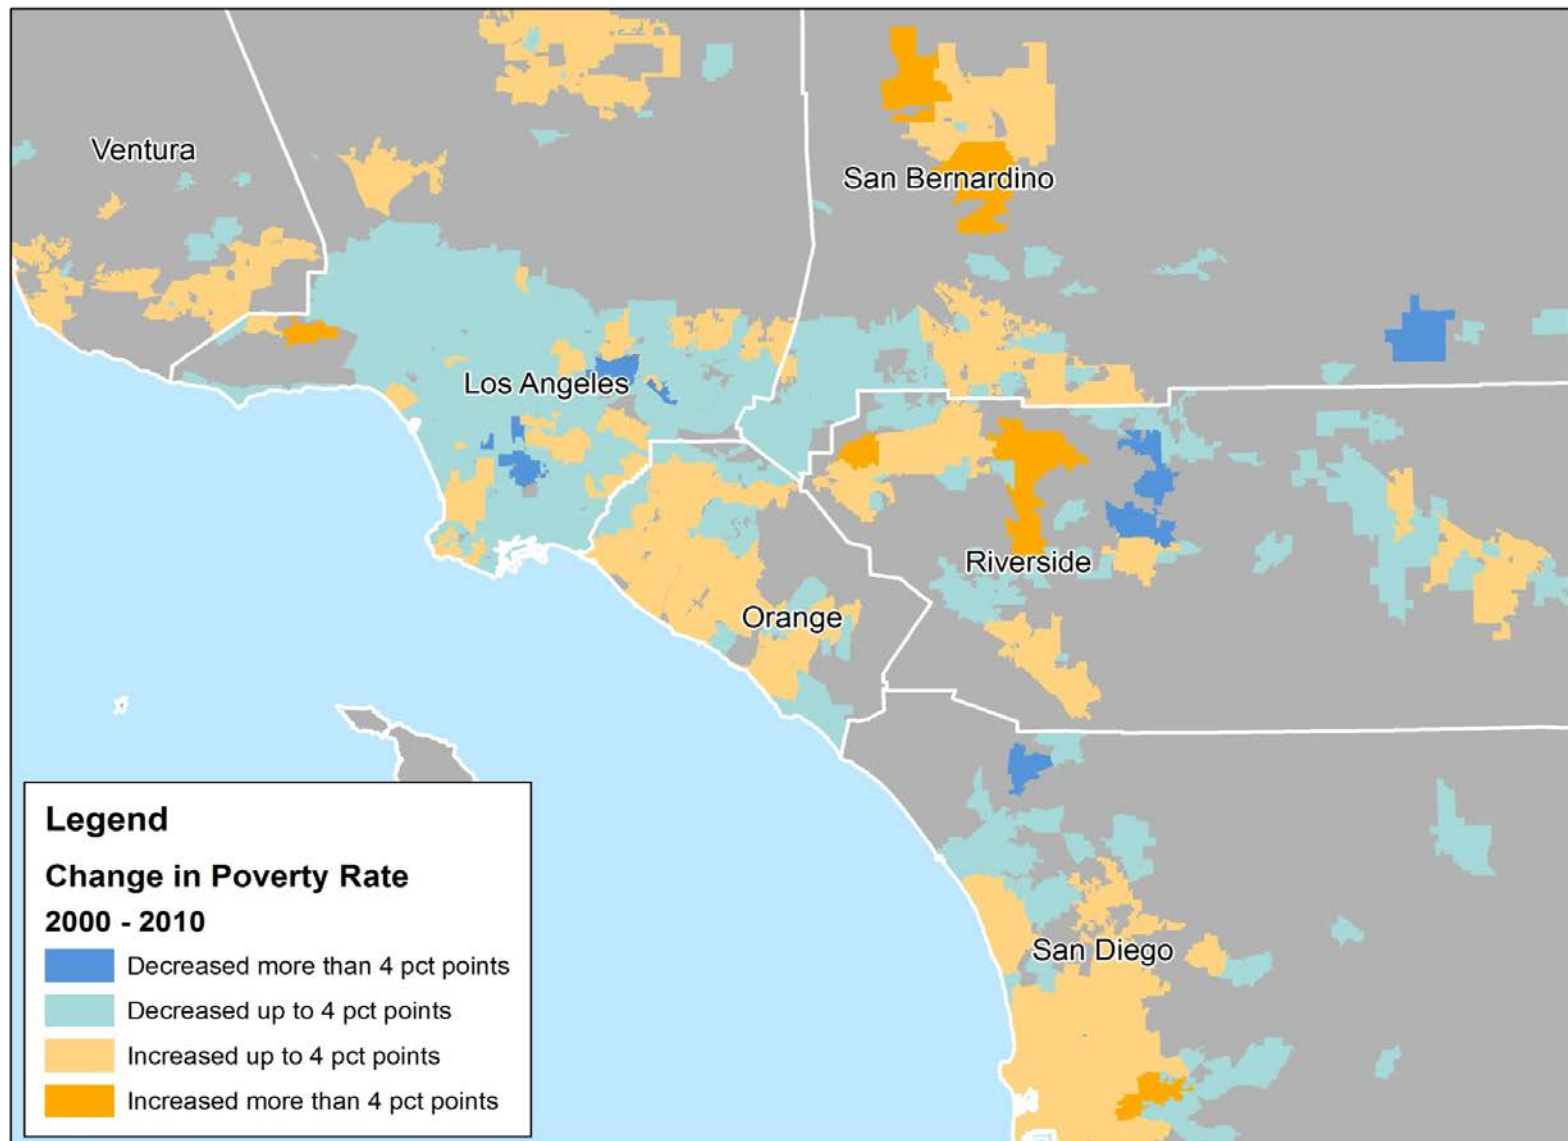 Ventura
San Bernardino
Los Angeles
Riverside
Orange
San Diego
Legend
Change in Poverty Rate
2000 - 2010
Decreased more than 4 pct points
Decreased up to 4 pct points
Increased up to 4 pct points
Increased more than 4 pct points